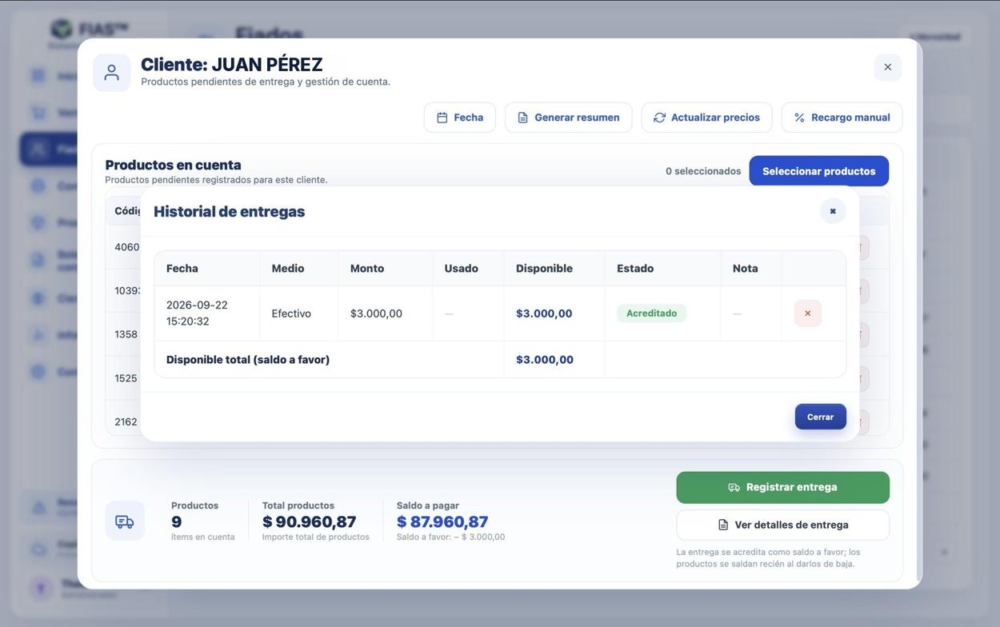 FIAS™
Fiados
Cliente: JUAN PÉREZ
Productos pendientes de entrega y gestión de cuenta.
Fecha
Generar resumen
Actualizar precios
Recargo manual
Productos en cuenta
Productos pendientes registrados para este cliente.
0 seleccionados
Seleccionar productos
4060
1358
1525
2162
Historial de entregas
Fecha Medio Monto Usado Disponible Estado Nota
2026-09-22
15:20:32
Efectivo $3.000,00 — $3.000,00 Acreditado —
Disponible total (saldo a favor) $3.000,00
Cerrar
Productos
9
ítems en cuenta
Total productos
$ 90.960,87
Importe total de productos
Saldo a pagar
$ 87.960,87
Saldo a favor: – $ 3.000,00
Registrar entrega
Ver detalles de entrega
La entrega se acredita como saldo a favor; los
productos se saldan recién al darlos de baja.